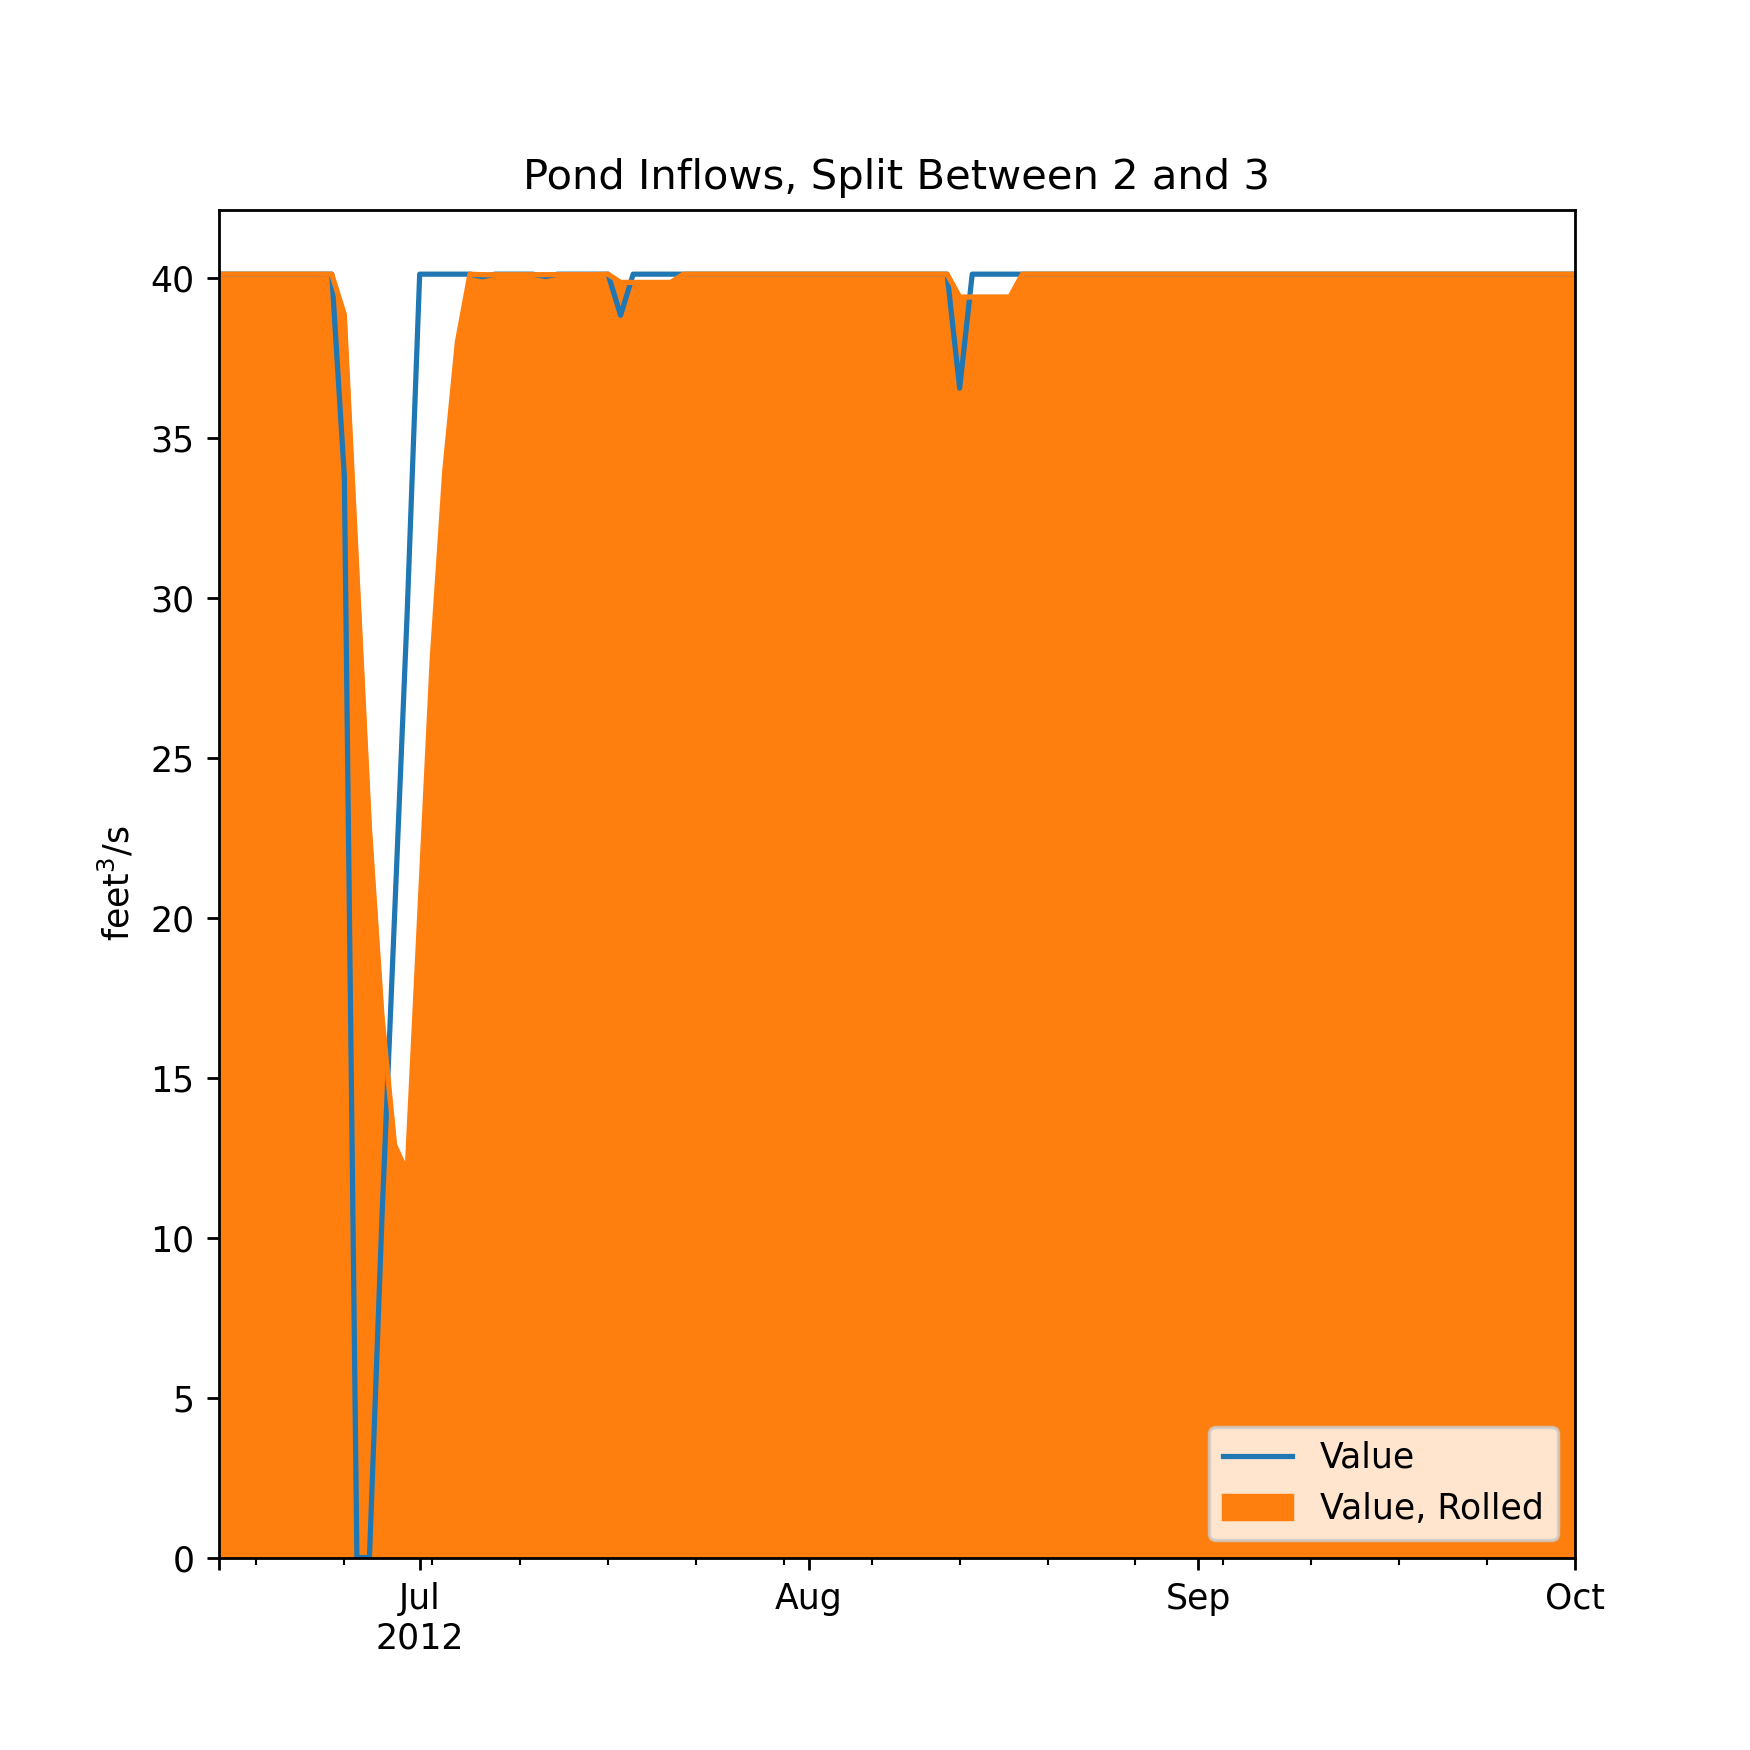 Pond Inflows, Split Between 2 and 3
40
35
30
25
20
15
10
5
0
feet³/s
Jul
2012
Aug
Sep
Oct
Value
Value, Rolled